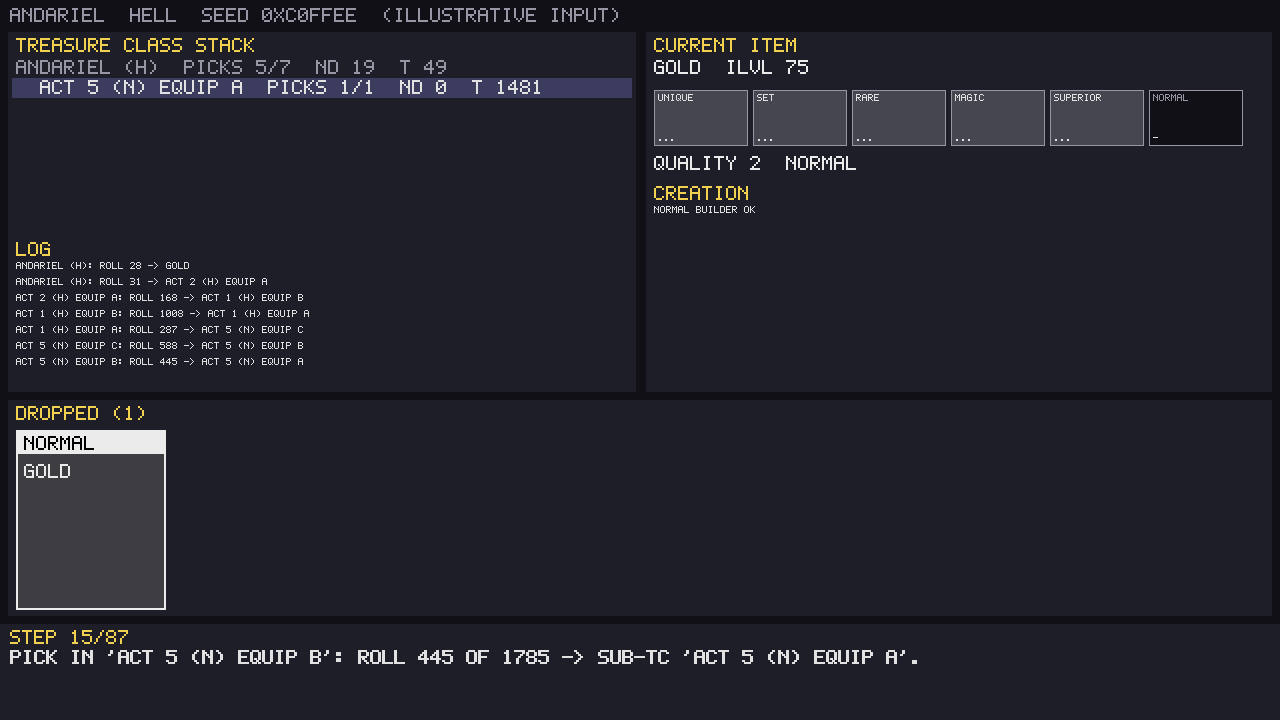 ANDARIEL  HELL  SEED 0XC0FFEE  (ILLUSTRATIVE INPUT)
TREASURE CLASS STACK
ANDARIEL (H)  PICKS 5/7  ND 19  T 49
ACT 5 (N) EQUIP A  PICKS 1/1  ND 0  T 1481
LOG
ANDARIEL (H): ROLL 28 -> GOLD
ANDARIEL (H): ROLL 31 -> ACT 2 (H) EQUIP A
ACT 2 (H) EQUIP A: ROLL 168 -> ACT 1 (H) EQUIP B
ACT 1 (H) EQUIP B: ROLL 1008 -> ACT 1 (H) EQUIP A
ACT 1 (H) EQUIP A: ROLL 287 -> ACT 5 (N) EQUIP C
ACT 5 (N) EQUIP C: ROLL 588 -> ACT 5 (N) EQUIP B
ACT 5 (N) EQUIP B: ROLL 445 -> ACT 5 (N) EQUIP A
CURRENT ITEM
GOLD  ILVL 75
UNIQUE
...
SET
...
RARE
...
MAGIC
...
SUPERIOR
...
NORMAL
_
QUALITY 2  NORMAL
CREATION
NORMAL BUILDER OK
DROPPED (1)
NORMAL
GOLD
STEP 15/87
PICK IN 'ACT 5 (N) EQUIP B': ROLL 445 OF 1785 -> SUB-TC 'ACT 5 (N) EQUIP A'.